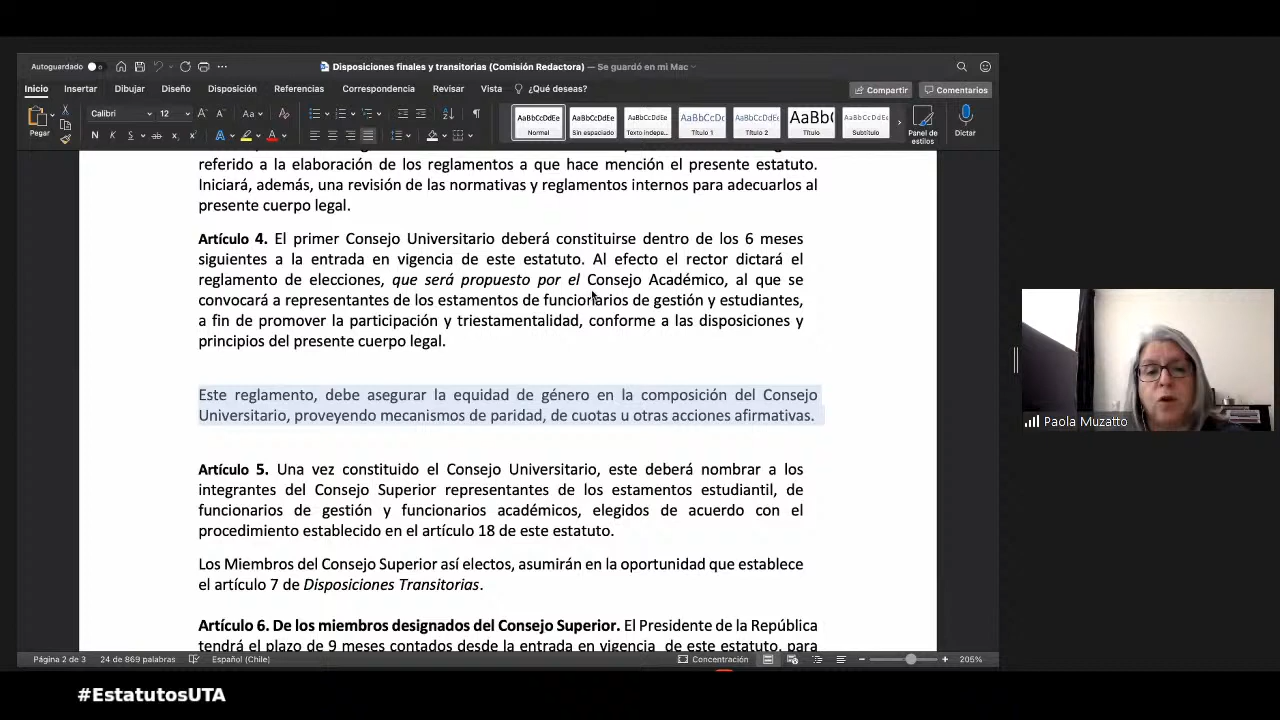 Autoguardado
Disposiciones finales y transitorias (Comisión Redactora) — Se guardó en mi Mac
Inicio Insertar Dibujar Diseño Disposición Referencias Correspondencia Revisar Vista ¿Qué deseas? Compartir Comentarios
Pegar
Calibri 12
N K S ab x x
AaBbCcDdEe AaBbCcDdEe AaBbCcDdEe AaBbCcDc AaBbCcDdEe AaBb( AaBbCcDdEe
Normal Sin espaciado Texto indepe... Título 1 Título 2 Título Subtítulo
Panel de estilos
Dictar
referido a la elaboración de los reglamentos a que hace mención el presente estatuto.
Iniciará, además, una revisión de las normativas y reglamentos internos para adecuarlos al
presente cuerpo legal.
Artículo 4. El primer Consejo Universitario deberá constituirse dentro de los 6 meses
siguientes a la entrada en vigencia de este estatuto. Al efecto el rector dictará el
reglamento de elecciones, que será propuesto por el Consejo Académico, al que se
convocará a representantes de los estamentos de funcionarios de gestión y estudiantes,
a fin de promover la participación y triestamentalidad, conforme a las disposiciones y
principios del presente cuerpo legal.
Este reglamento, debe asegurar la equidad de género en la composición del Consejo
Universitario, proveyendo mecanismos de paridad, de cuotas u otras acciones afirmativas.
Artículo 5. Una vez constituido el Consejo Universitario, este deberá nombrar a los
integrantes del Consejo Superior representantes de los estamentos estudiantil, de
funcionarios de gestión y funcionarios académicos, elegidos de acuerdo con el
procedimiento establecido en el artículo 18 de este estatuto.
Los Miembros del Consejo Superior así electos, asumirán en la oportunidad que establece
el artículo 7 de Disposiciones Transitorias.
Artículo 6. De los miembros designados del Consejo Superior. El Presidente de la República
tendrá el plazo de 9 meses contados desde la entrada en vigencia de este estatuto, para
Página 2 de 3 24 de 869 palabras Español (Chile) Concentración 205%
Paola Muzatto
#EstatutosUTA